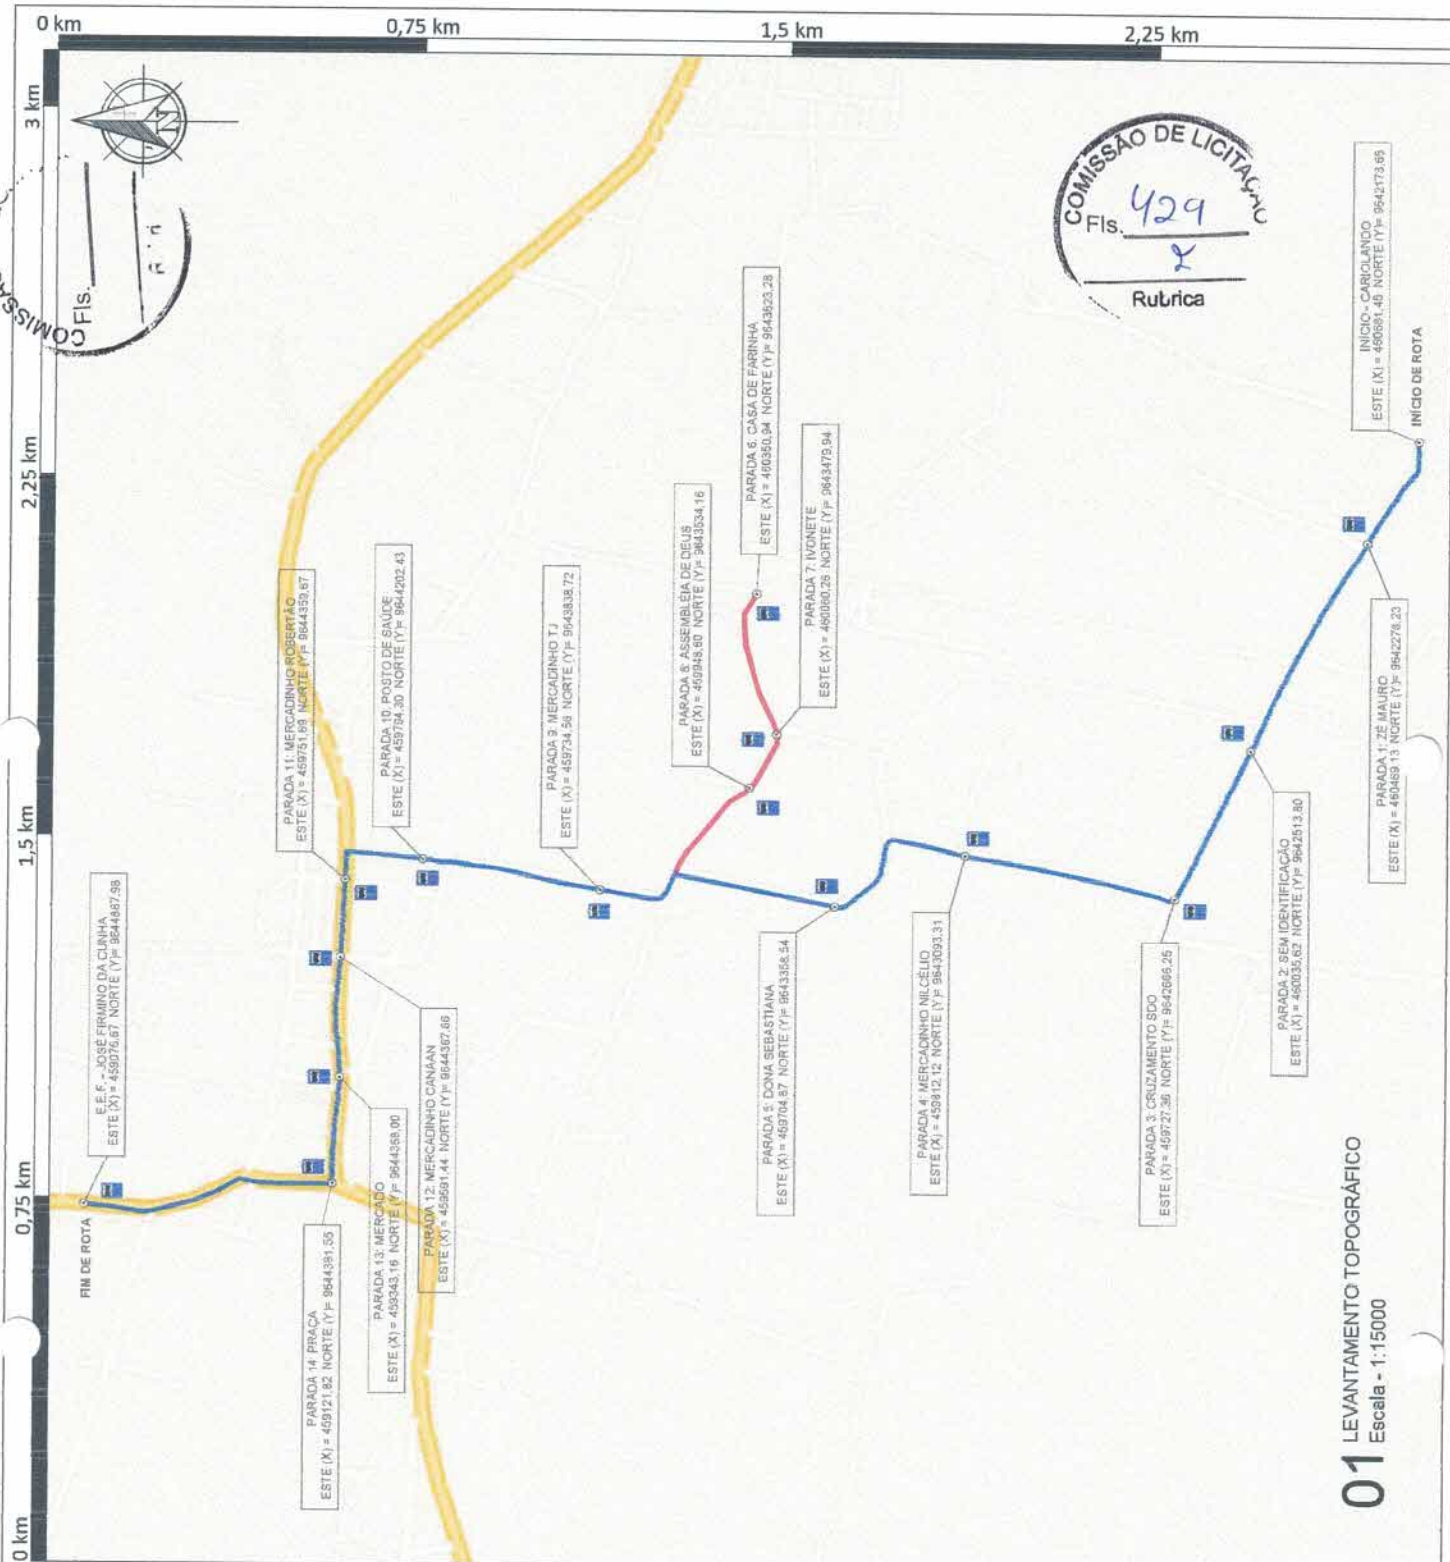 0 km
0,75 km
1,5 km
2,25 km
3 km
2,25 km
1,5 km
0,75 km
0 km
N
Fls.
COMISSÃO DE LICITAÇÃO
Fls. 429
Rubrica
E.E.F. - JOSÉ FIRMINO DA CUNHA
ESTE (X) = 459076,67 NORTE (Y)= 9644887,98
FIM DE ROTA
PARADA 14: PRAÇA
ESTE (X) = 459121,82 NORTE (Y)= 9644381,55
PARADA 13: MERCADO
ESTE (X) = 459343,16 NORTE (Y)= 9644368,00
PARADA 12: MERCADINHO CANAAN
ESTE (X) = 459591,44 NORTE (Y)= 9644367,66
PARADA 11: MERCADINHO ROBERTÃO
ESTE (X) = 459751,89 NORTE (Y)= 9644359,67
PARADA 10: POSTO DE SAÚDE
ESTE (X) = 459794,30 NORTE (Y)= 9644202,43
PARADA 9: MERCADINHO TJ
ESTE (X) = 459734,56 NORTE (Y)= 9643838,72
PARADA 8: ASSEMBLÉIA DE DEUS
ESTE (X) = 459948,60 NORTE (Y)= 9643534,16
PARADA 6: CASA DE FARINHA
ESTE (X) = 460350,94 NORTE (Y)= 9643523,28
PARADA 7: IVONETE
ESTE (X) = 460060,26 NORTE (Y)= 9643479,94
PARADA 5: DONA SEBASTIANA
ESTE (X) = 459704,87 NORTE (Y)= 9643358,54
PARADA 4: MERCADINHO NILCÉLIO
ESTE (X) = 459812,12 NORTE (Y)= 9643093,31
PARADA 3: CRUZAMENTO SDO
ESTE (X) = 459727,36 NORTE (Y)= 9642666,25
PARADA 2: SEM IDENTIFICAÇÃO
ESTE (X) = 460035,62 NORTE (Y)= 9642513,80
PARADA 1: ZÉ MAURO
ESTE (X) = 460469,13 NORTE (Y)= 9642278,23
INÍCIO - CARIOLANDO
ESTE (X) = 460681,45 NORTE (Y)= 9642173,65
INÍCIO DE ROTA
01 LEVANTAMENTO TOPOGRÁFICO
Escala - 1:15000